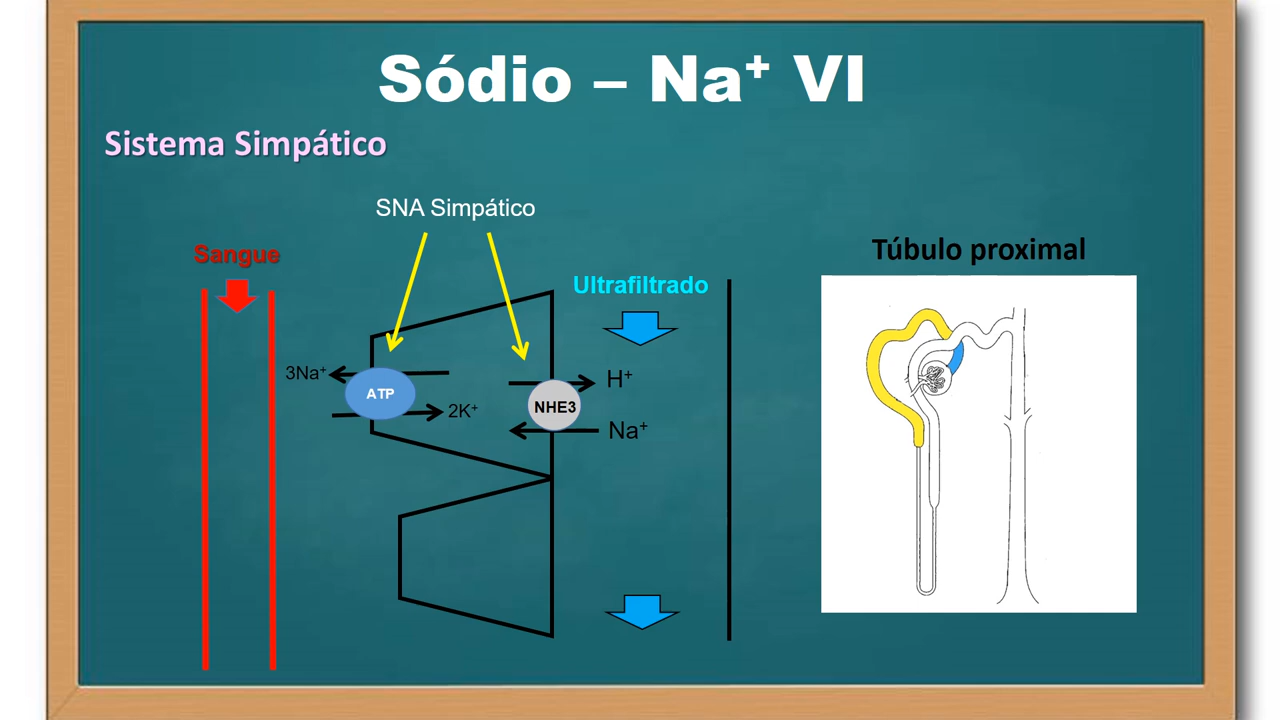 Sódio – Na⁺ VI
Sistema Simpático
SNA Simpático
Sangue
Túbulo proximal
Ultrafiltrado
3Na⁺
ATP
2K⁺
H⁺
NHE3
Na⁺